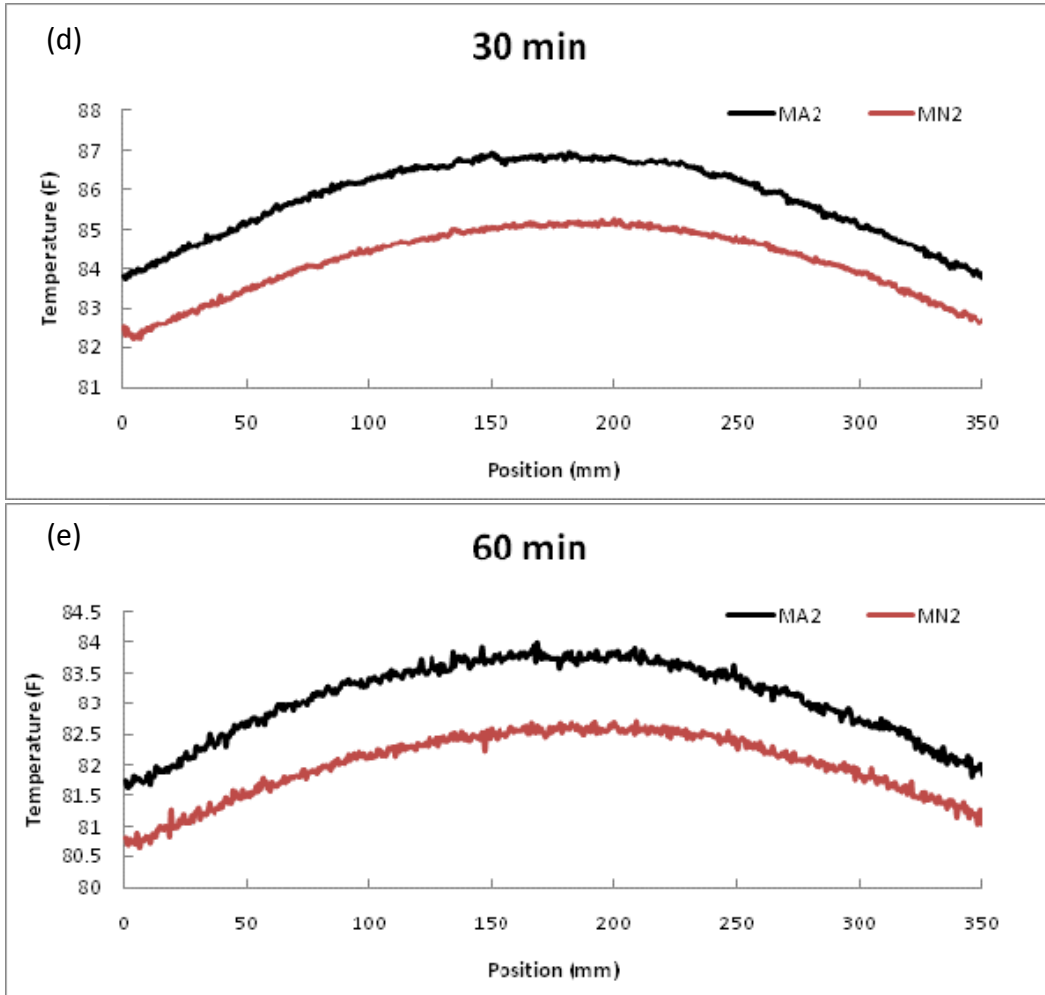 (d)
30 min
MA2 MN2
88
87
86
85
84
83
82
81
Temperature (F)
0 50 100 150 200 250 300 350
Position (mm)
(e)
60 min
MA2 MN2
84.5
84
83.5
83
82.5
82
81.5
81
80.5
80
Temperature (F)
0 50 100 150 200 250 300 350
Position (mm)